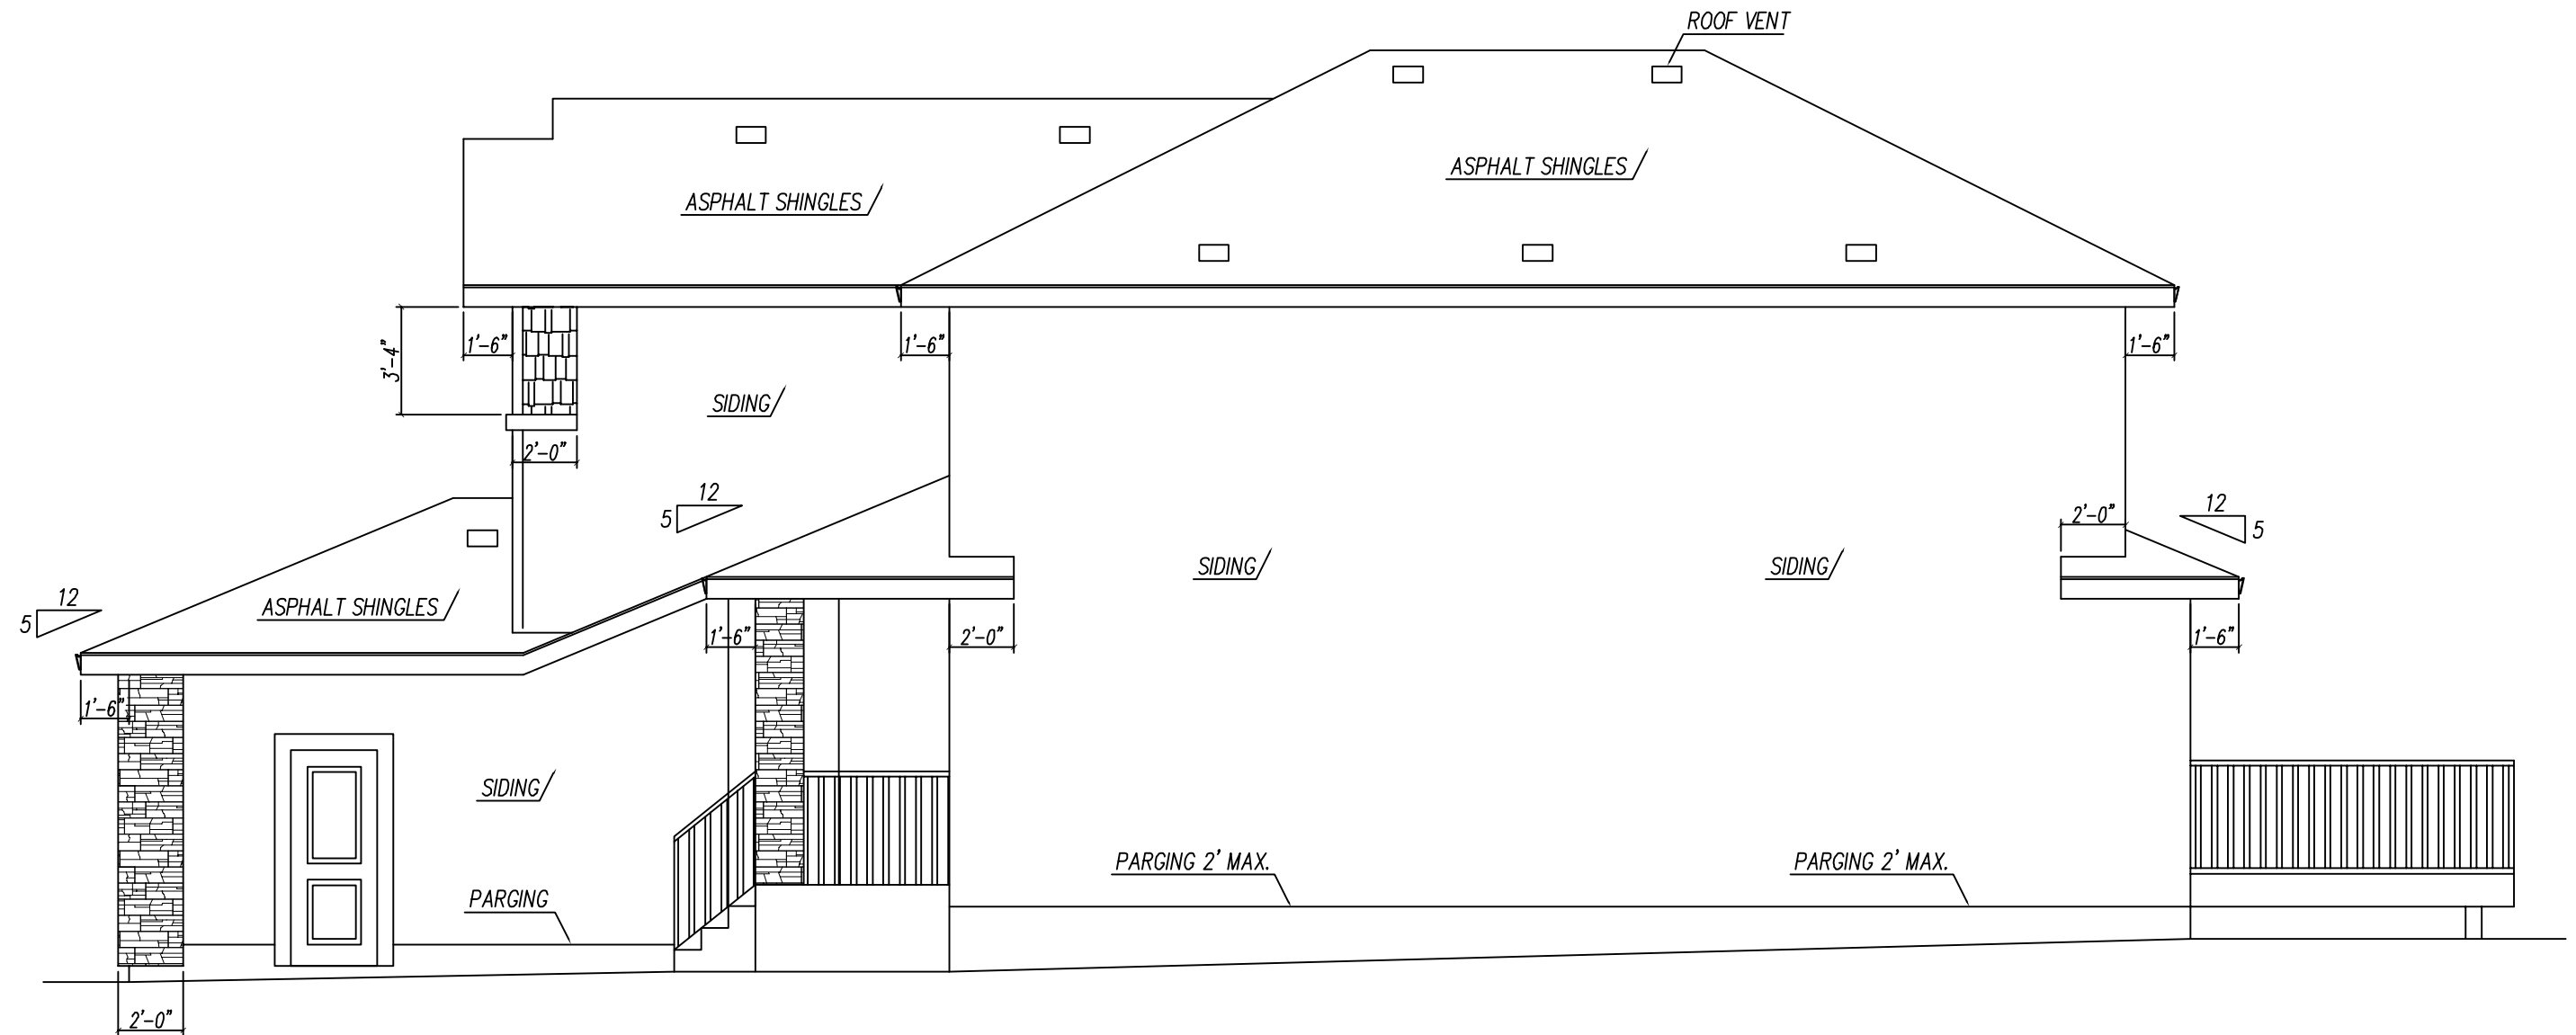 ROOF VENT
ASPHALT SHINGLES
ASPHALT SHINGLES
3'-4"
1'-6"
1'-6"
1'-6"
SIDING
2'-0"
12
5
2'-0"
12
5
SIDING
SIDING
12
5
ASPHALT SHINGLES
1'-6"
2'-0"
1'-6"
1'-6"
SIDING
PARGING 2' MAX.
PARGING 2' MAX.
PARGING
2'-0"